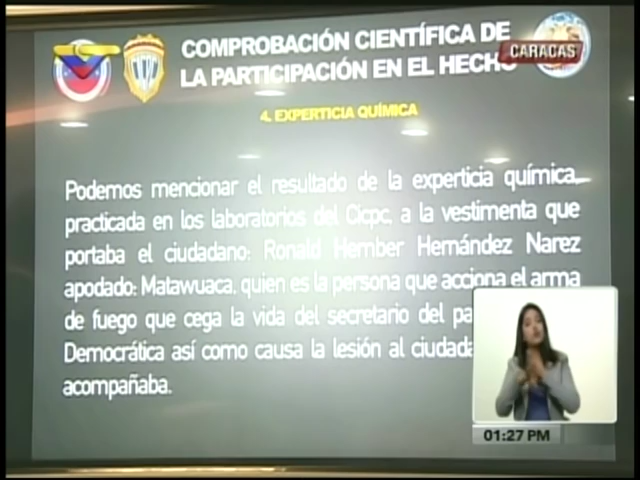 COMPROBACIÓN CIENTÍFICA DE
LA PARTICIPACIÓN EN EL HECHO
CARACAS
CICPC
4. EXPERTICIA QUÍMICA
Podemos mencionar el resultado de la experticia química,
practicada en los laboratorios del Cicpc, a la vestimenta que
portaba el ciudadano: Ronald Hember Hernández Narez
apodado: Matawuaca, quien es la persona que acciona el arma
de fuego que cega la vida del secretario del pa
Democrática así como causa la lesión al ciudada
acompañaba.
01:27 PM